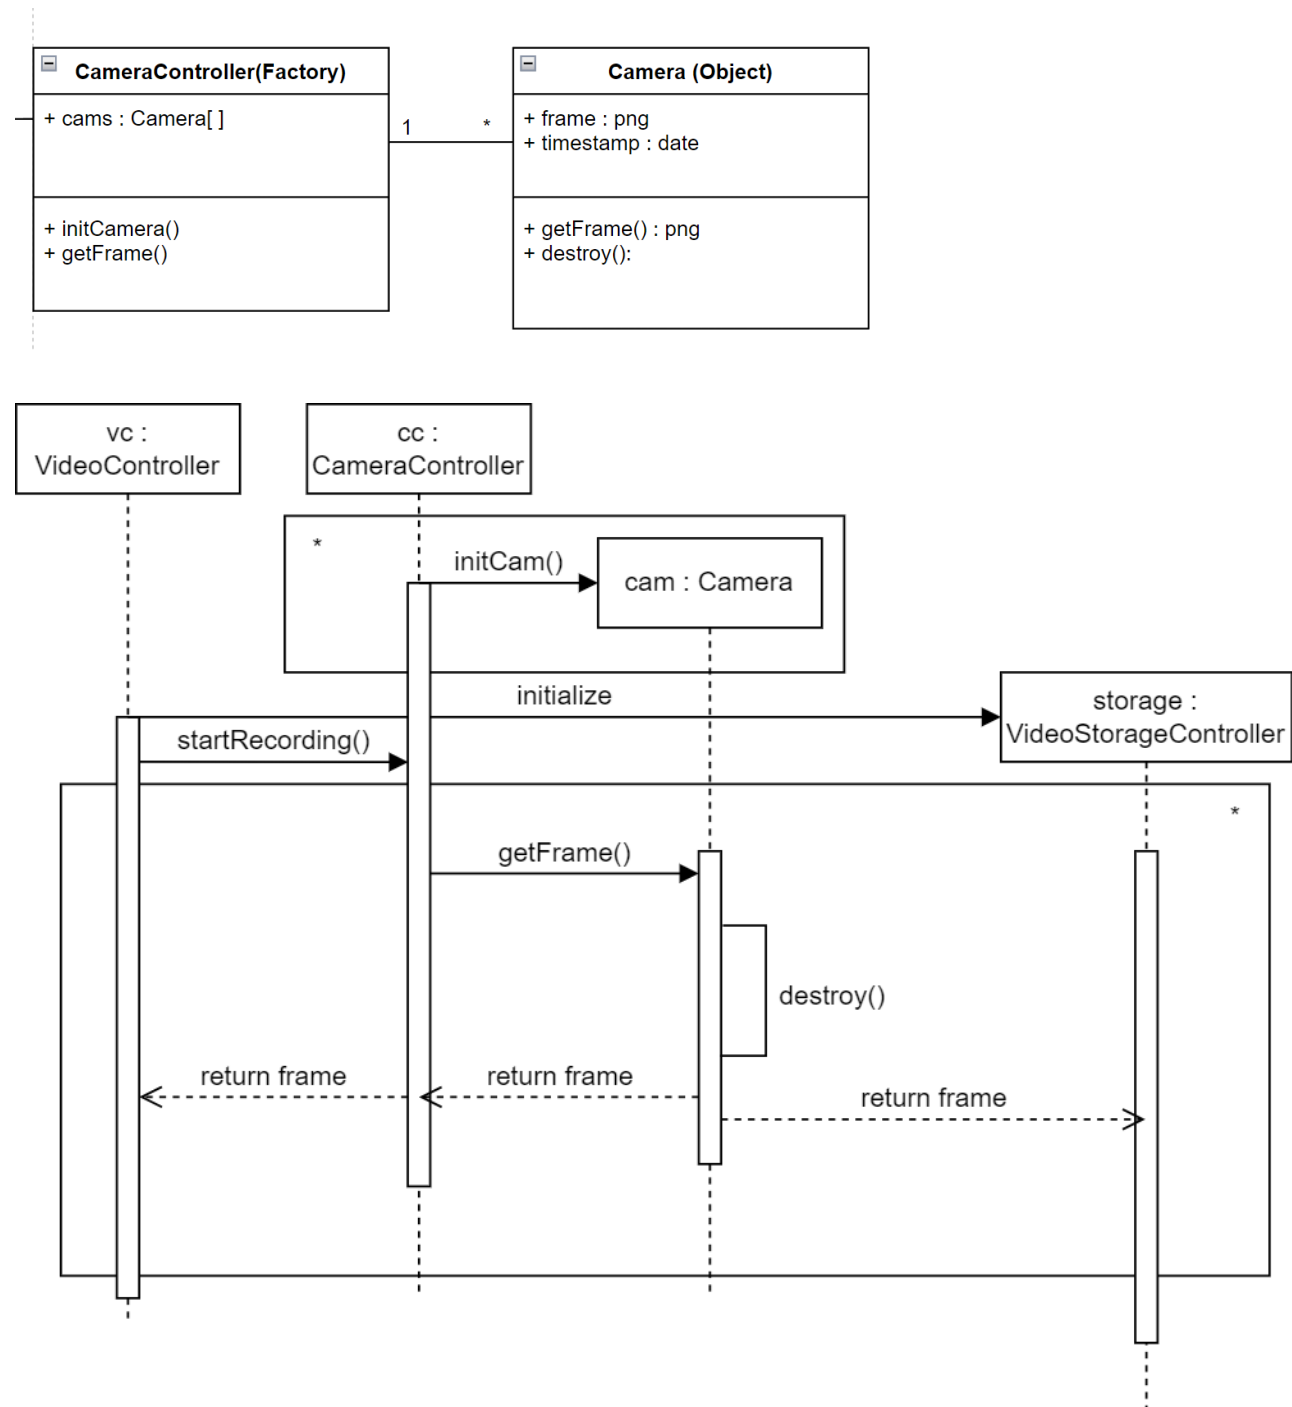 CameraController(Factory)
+ cams : Camera[ ]
+ initCamera()
+ getFrame()
1
*
Camera (Object)
+ frame : png
+ timestamp : date
+ getFrame() : png
+ destroy():
vc :
VideoController
cc :
CameraController
*
initCam()
cam : Camera
initialize
storage :
VideoStorageController
startRecording()
*
getFrame()
destroy()
return frame
return frame
return frame